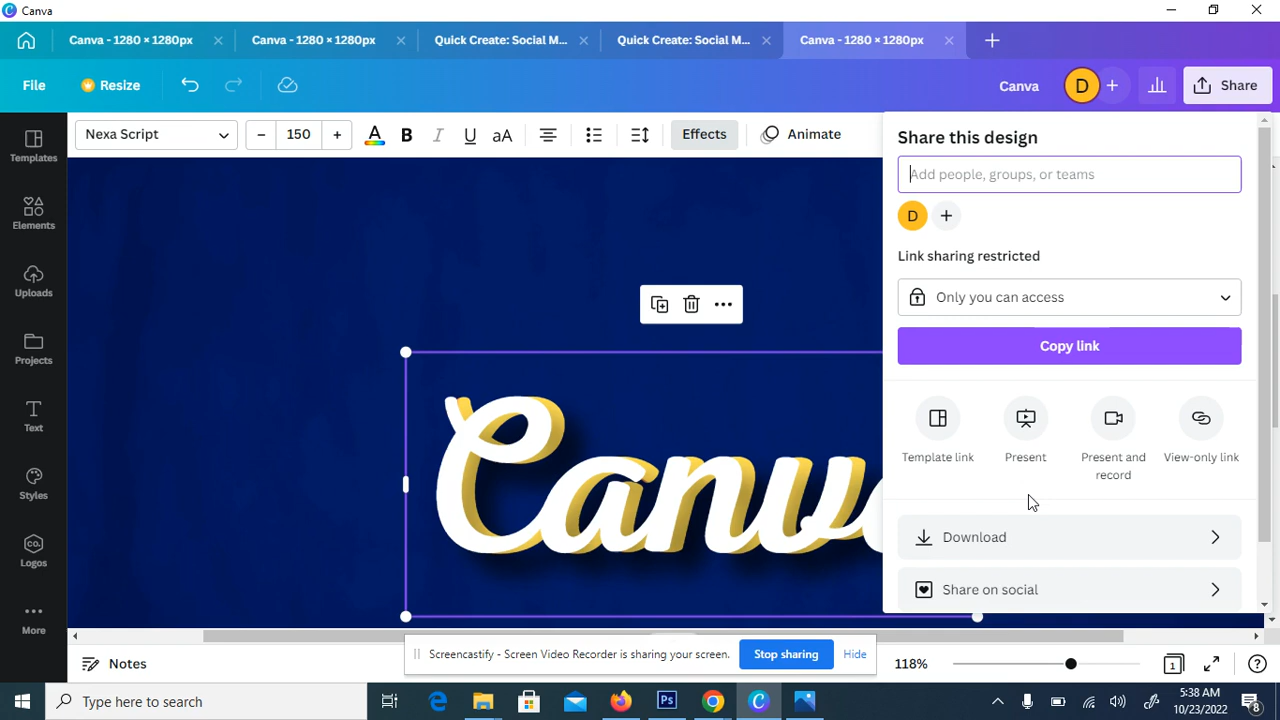 Canva
Canva - 1280 × 1280px
Canva - 1280 × 1280px
Quick Create: Social M...
Quick Create: Social M...
Canva - 1280 × 1280px
File
Resize
Canva
D
Share
Nexa Script
150
A
B
I
U
aA
Effects
Animate
Templates
Elements
Uploads
Projects
Text
Styles
CO.
Logos
More
Share this design
Add people, groups, or teams
D
Link sharing restricted
Only you can access
Copy link
Template link
Present
Present and record
View-only link
Download
Share on social
Canva
Screencastify - Screen Video Recorder is sharing your screen.
Stop sharing
Hide
Notes
118%
1
Type here to search
Ps
5:38 AM
10/23/2022
8